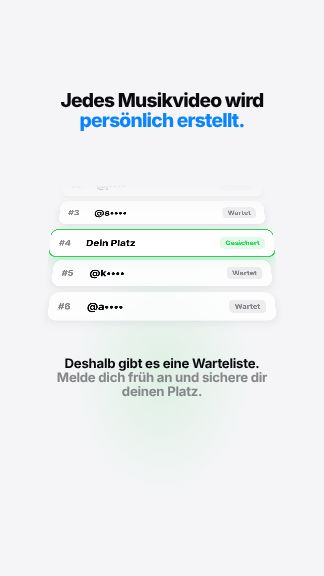 Jedes Musikvideo wird
persönlich erstellt.
#3 @s•••• Wartet
#4 Dein Platz Gesichert
#5 @k•••• Wartet
#6 @a•••• Wartet
Deshalb gibt es eine Warteliste.
Melde dich früh an und sichere dir
deinen Platz.